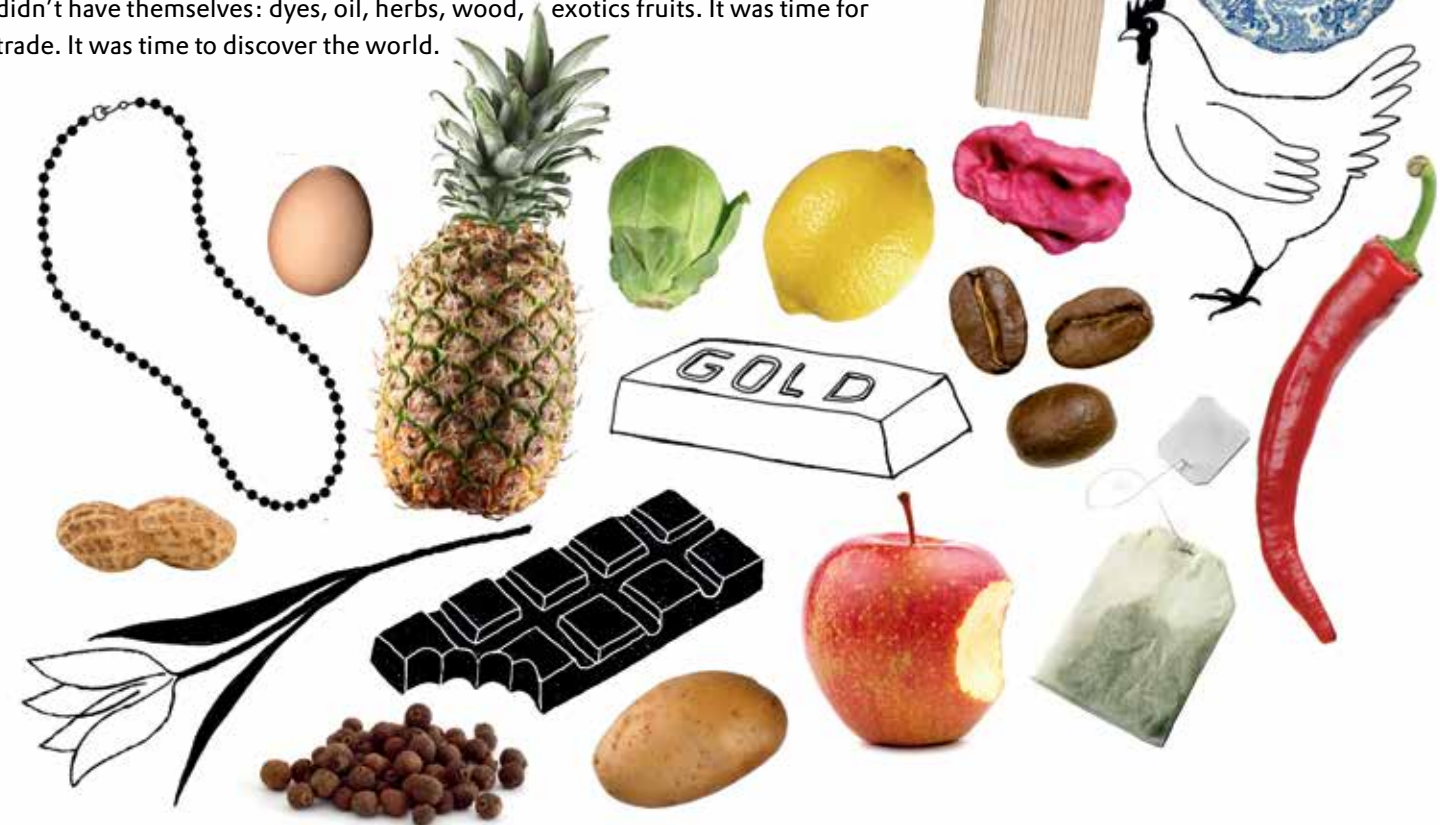 didn't have themselves: dyes, oil, herbs, wood, exotics fruits. It was time for
trade. It was time to discover the world.
GOLD